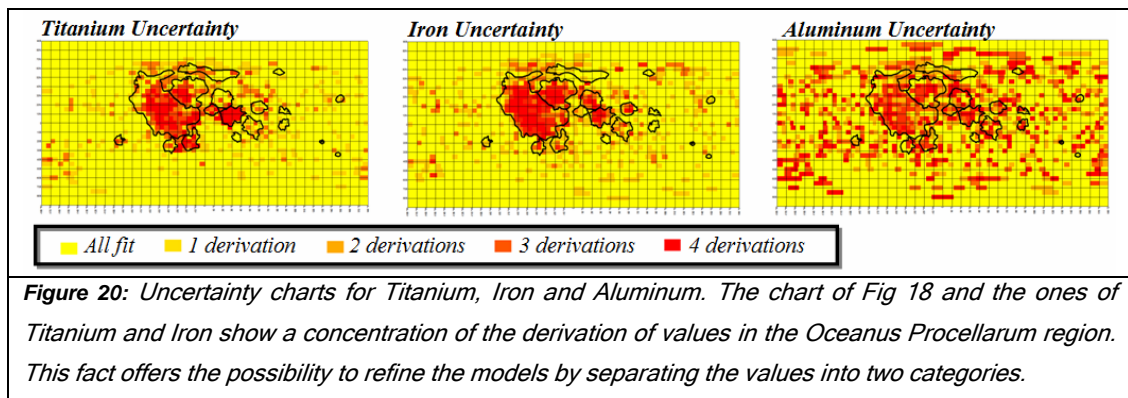 Titanium Uncertainty Iron Uncertainty Aluminum Uncertainty
All fit 1 derivation 2 derivations 3 derivations 4 derivations
Figure 20: Uncertainty charts for Titanium, Iron and Aluminum. The chart of Fig 18 and the ones of
Titanium and Iron show a concentration of the derivation of values in the Oceanus Procellarum region.
This fact offers the possibility to refine the models by separating the values into two categories.